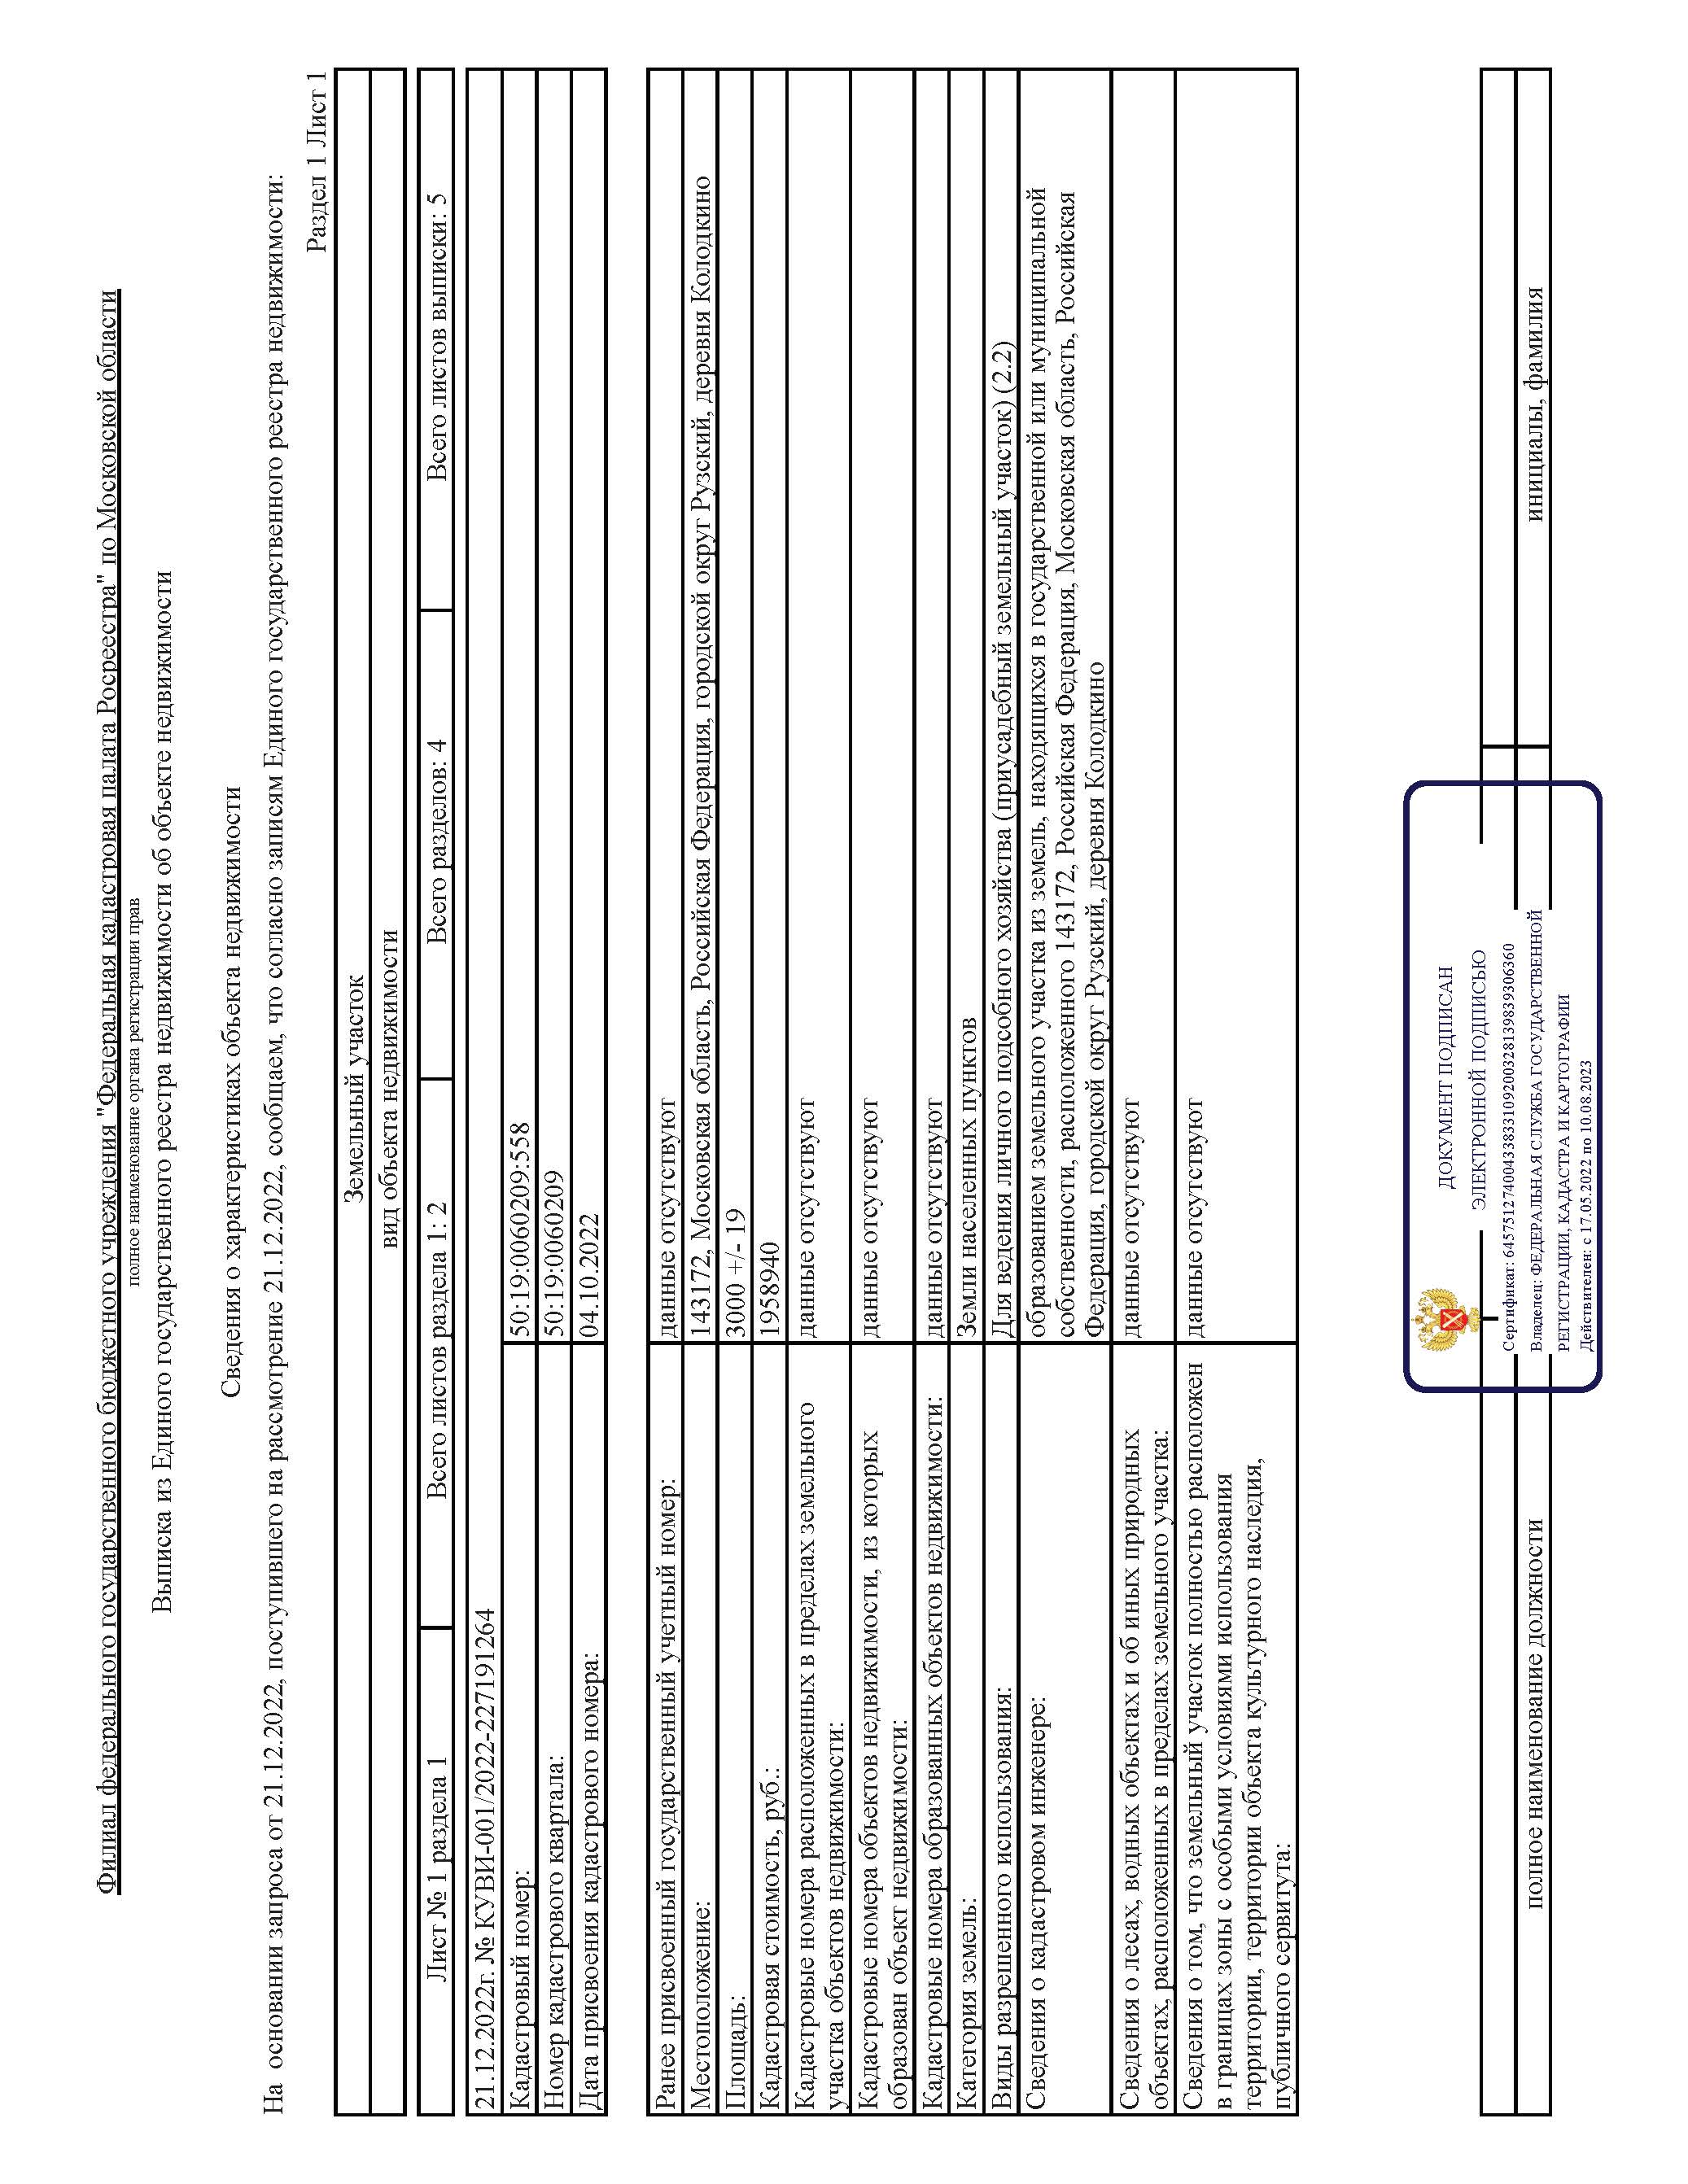 Филиал федерального государственного бюджетного учреждения "Федеральная кадастровая палата Росреестра" по Московской области
полное наименование органа регистрации прав
Выписка из Единого государственного реестра недвижимости об объекте недвижимости
Сведения о характеристиках объекта недвижимости
На основании запроса от 21.12.2022, поступившего на рассмотрение 21.12.2022, сообщаем, что согласно записям Единого государственного реестра недвижимости:
Раздел 1 Лист 1
Земельный участок
вид объекта недвижимости
Лист № 1 раздела 1 Всего листов раздела 1: 2 Всего разделов: 4 Всего листов выписки: 5
21.12.2022г. № КУВИ-001/2022-227191264
Кадастровый номер: 50:19:0060209:558
Номер кадастрового квартала: 50:19:0060209
Дата присвоения кадастрового номера: 04.10.2022
Ранее присвоенный государственный учетный номер: данные отсутствуют
Местоположение: 143172, Московская область, Российская Федерация, городской округ Рузский, деревня Колодкино
Площадь: 3000 +/- 19
Кадастровая стоимость, руб.: 1958940
Кадастровые номера расположенных в пределах земельного данные отсутствуют
участка объектов недвижимости:
Кадастровые номера объектов недвижимости, из которых данные отсутствуют
образован объект недвижимости:
Кадастровые номера образованных объектов недвижимости: данные отсутствуют
Категория земель: Земли населенных пунктов
Виды разрешенного использования: Для ведения личного подсобного хозяйства (приусадебный земельный участок) (2.2)
Сведения о кадастровом инженере: образованием земельного участка из земель, находящихся в государственной или муниципальной
собственности, расположенного 143172, Российская Федерация, Московская область, Российская
Федерация, городской округ Рузский, деревня Колодкино
Сведения о лесах, водных объектах и об иных природных данные отсутствуют
объектах, расположенных в пределах земельного участка:
Сведения о том, что земельный участок полностью расположен данные отсутствуют
в границах зоны с особыми условиями использования
территории, территории объекта культурного наследия,
публичного сервитута:
ДОКУМЕНТ ПОДПИСАН
ЭЛЕКТРОННОЙ ПОДПИСЬЮ
Сертификат: 64575127400433833109200328139839306360
Владелец: ФЕДЕРАЛЬНАЯ СЛУЖБА ГОСУДАРСТВЕННОЙ
РЕГИСТРАЦИИ, КАДАСТРА И КАРТОГРАФИИ
Действителен: с 17.05.2022 по 10.08.2023
полное наименование должности инициалы, фамилия